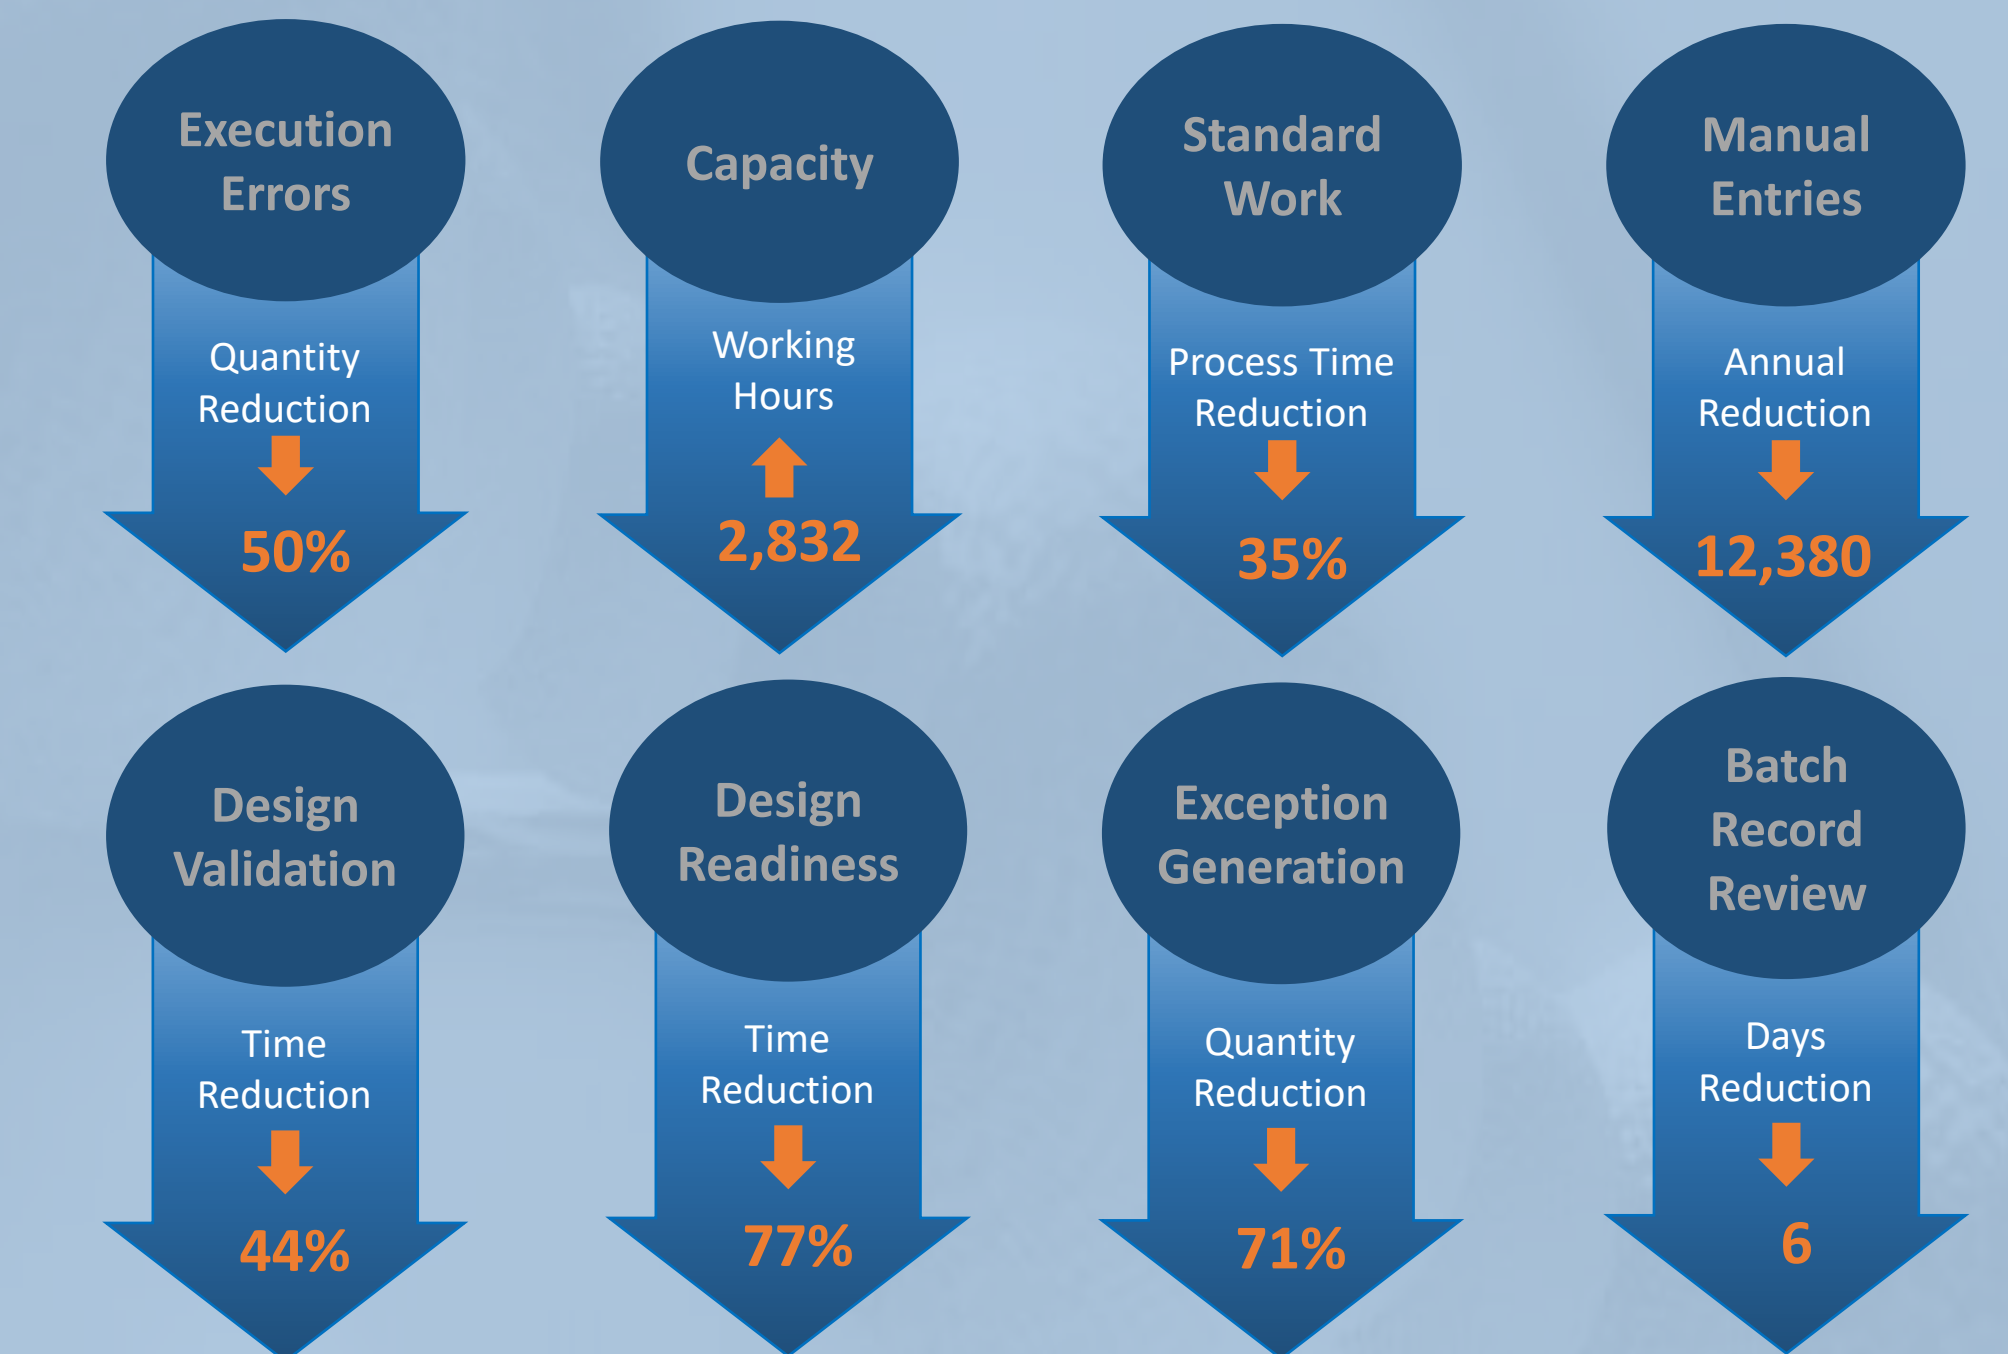 Execution
Errors
Quantity
Reduction
50%
Capacity
Working
Hours
2,832
Standard
Work
Process Time
Reduction
35%
Manual
Entries
Annual
Reduction
12,380
Design
Validation
Time
Reduction
44%
Design
Readiness
Time
Reduction
77%
Exception
Generation
Quantity
Reduction
71%
Batch
Record
Review
Days
Reduction
6